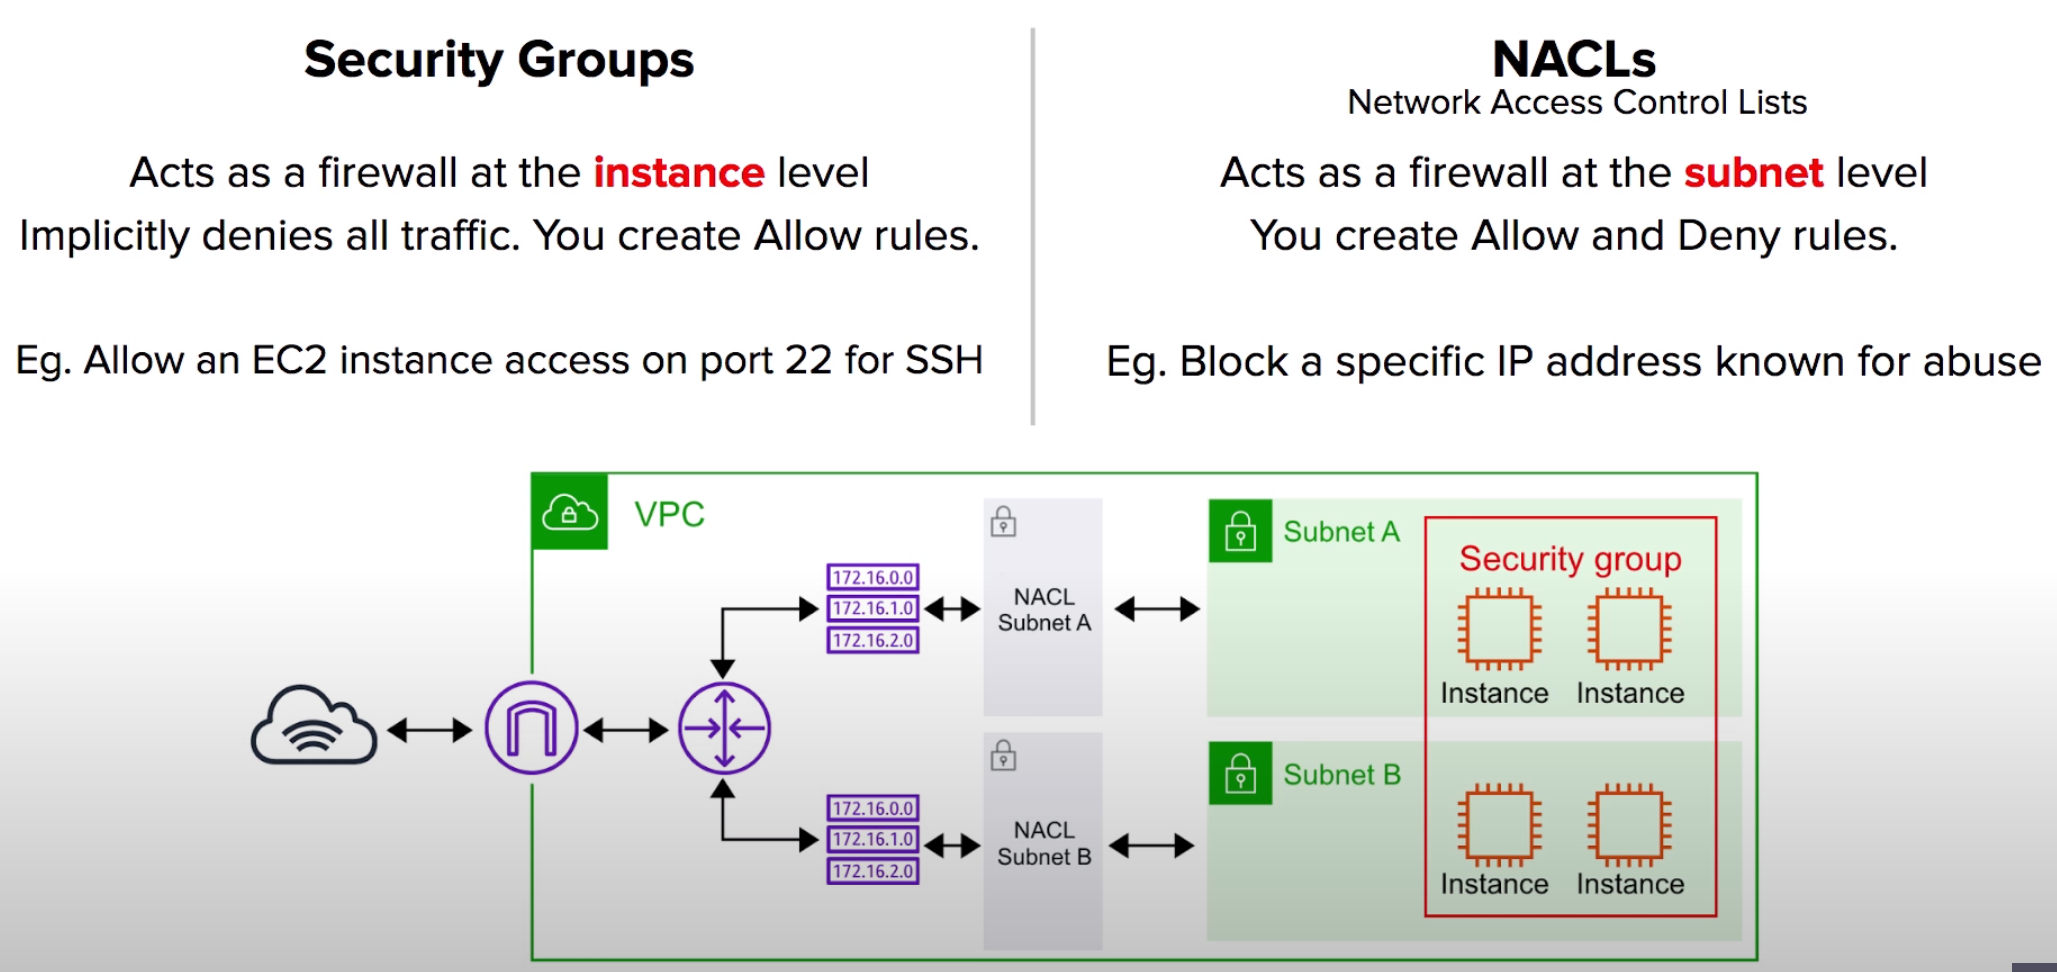 Security Groups
Acts as a firewall at the instance level
Implicitly denies all traffic. You create Allow rules.
Eg. Allow an EC2 instance access on port 22 for SSH
NACLs
Network Access Control Lists
Acts as a firewall at the subnet level
You create Allow and Deny rules.
Eg. Block a specific IP address known for abuse
VPC
172.16.0.0
172.16.1.0
172.16.2.0
NACL
Subnet A
Subnet A
Security group
Instance Instance
172.16.0.0
172.16.1.0
172.16.2.0
NACL
Subnet B
Subnet B
Instance Instance